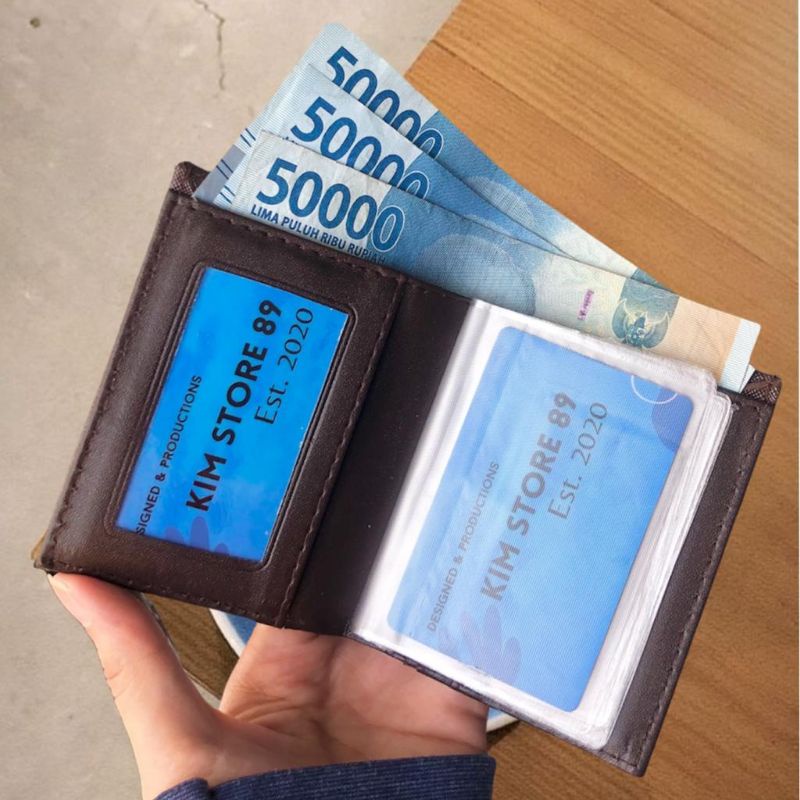 50000
50000
50000
LIMA PULUH RIBU RUPIAH
SIGNED & PRODUCTIONS
KIM STORE 89
Est. 2020
DESIGNED & PRODUCTIONS
KIM STORE 89
Est. 2020